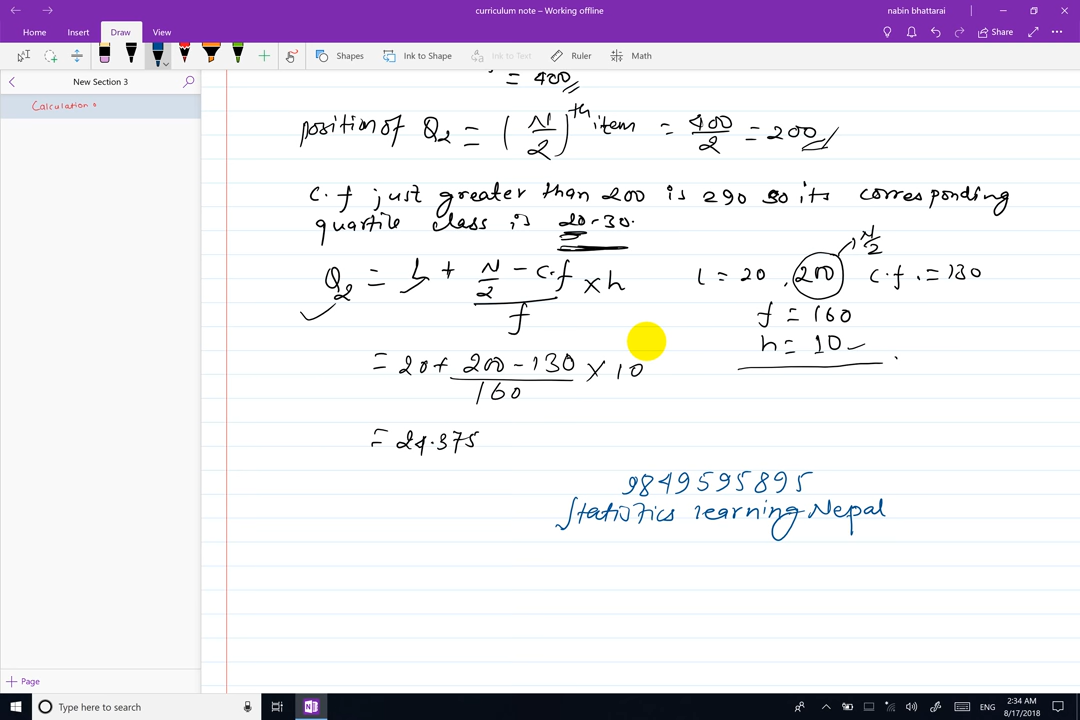 curriculum note – Working offline
nabin bhattarai
Home Insert Draw View
Share
Shapes Ink to Shape Ink to Text Ruler Math
New Section 3
Calculation
= 400
position of Q2 = (N/2)^th item = 400/2 = 200
c.f just greater than 200 is 290 so its corresponding
quartile class is 20-30.
N/2
Q2 = L + (N/2 - c.f)/f × h
l = 20, 200 c.f. = 130
f = 160
h = 10
= 20 + (200 - 130)/160 × 10
= 24.375
9849595895
Statistics learning Nepal
Page
Type here to search
ENG
2:34 AM
8/17/2018